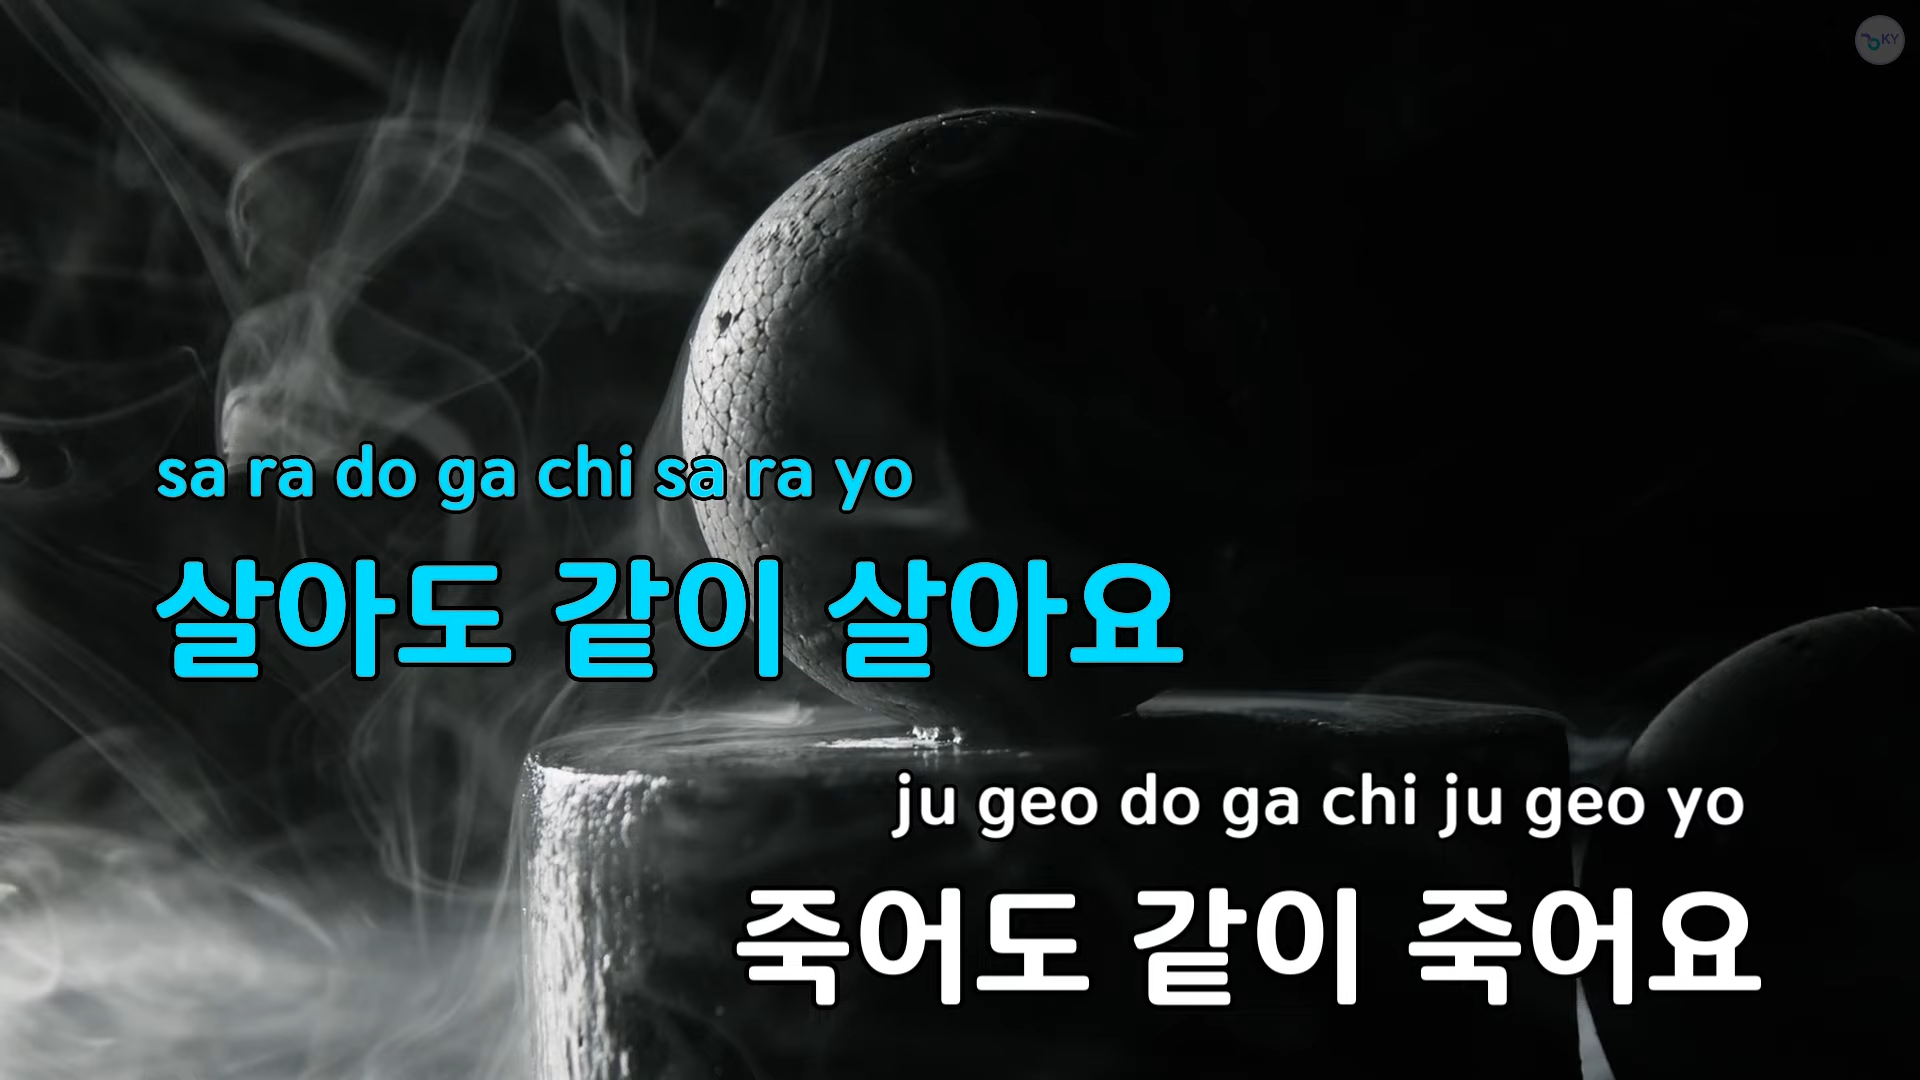 KY
sa ra do ga chi sa ra yo
살아도 같이 살아요
ju geo do ga chi ju geo yo
죽어도 같이 죽어요